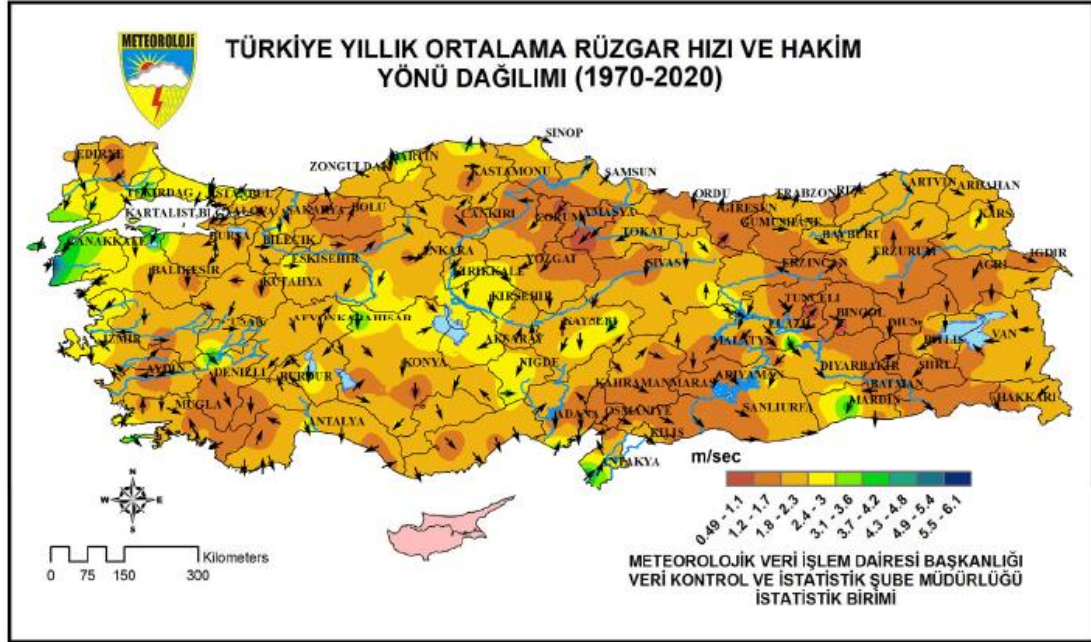 METEOROLOJİ
TÜRKİYE YILLIK ORTALAMA RÜZGAR HIZI VE HAKİM
YÖNÜ DAĞILIMI (1970-2020)
SINOP
EDIRNE
ZONGULDAK
BARTIN
KASTAMONU
SAMSUN
ORDU
TRABZON
RIZE
ARTVIN
ARDAHAN
TEKIRDAG
ISTANBUL
SAKARYA
BOLU
CANKIRI
CORUM
AMASYA
GIRESUN
GUMUSHANE
KARS
CANAKKALE
BURSA
BILECIK
ESKISEHIR
ANKARA
TOKAT
BAYBURT
ERZURUM
IGDIR
BALIKESIR
KUTAHYA
KIRIKKALE
YOZGAT
SIVAS
ERZINCAN
AGRI
KIRSEHIR
TUNCELI
BINGOL
USAK
AFYONKARAHISAR
AKSARAY
KAYSERI
ELAZIG
MUS
VAN
IZMIR
KONYA
NIGDE
MALATYA
BITLIS
AYDIN
DENIZLI
BURDUR
KAHRAMANMARAS
ADIYAMAN
DIYARBAKIR
SIIRT
BATMAN
MUGLA
ANTALYA
ADANA
OSMANIYE
SANLIURFA
MARDIN
HAKKARI
KILIS
ANTAKYA
m/sec
0.49 - 1.1
1.2 - 1.7
1.8 - 2.3
2.4 - 3
3.1 - 3.6
3.7 - 4.2
4.3 - 4.8
4.9 - 5.4
5.5 - 6.1
N
W E
S
Kilometers
0 75 150 300
METEOROLOJİK VERİ İŞLEM DAİRESİ BAŞKANLIĞI
VERİ KONTROL VE İSTATİSTİK ŞUBE MÜDÜRLÜĞÜ
İSTATİSTİK BİRİMİ